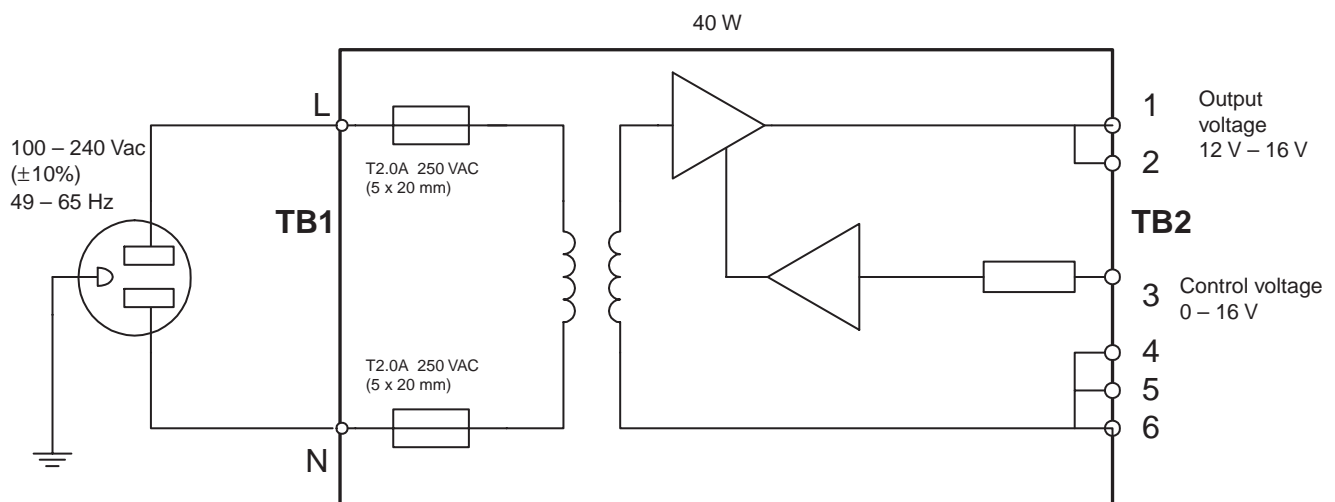 40 W
L
100 – 240 Vac
(±10%)
49 – 65 Hz
T2.0A 250 VAC
(5 x 20 mm)
TB1
T2.0A 250 VAC
(5 x 20 mm)
N
1
Output
voltage
12 V – 16 V
2
TB2
3
Control voltage
0 – 16 V
4
5
6